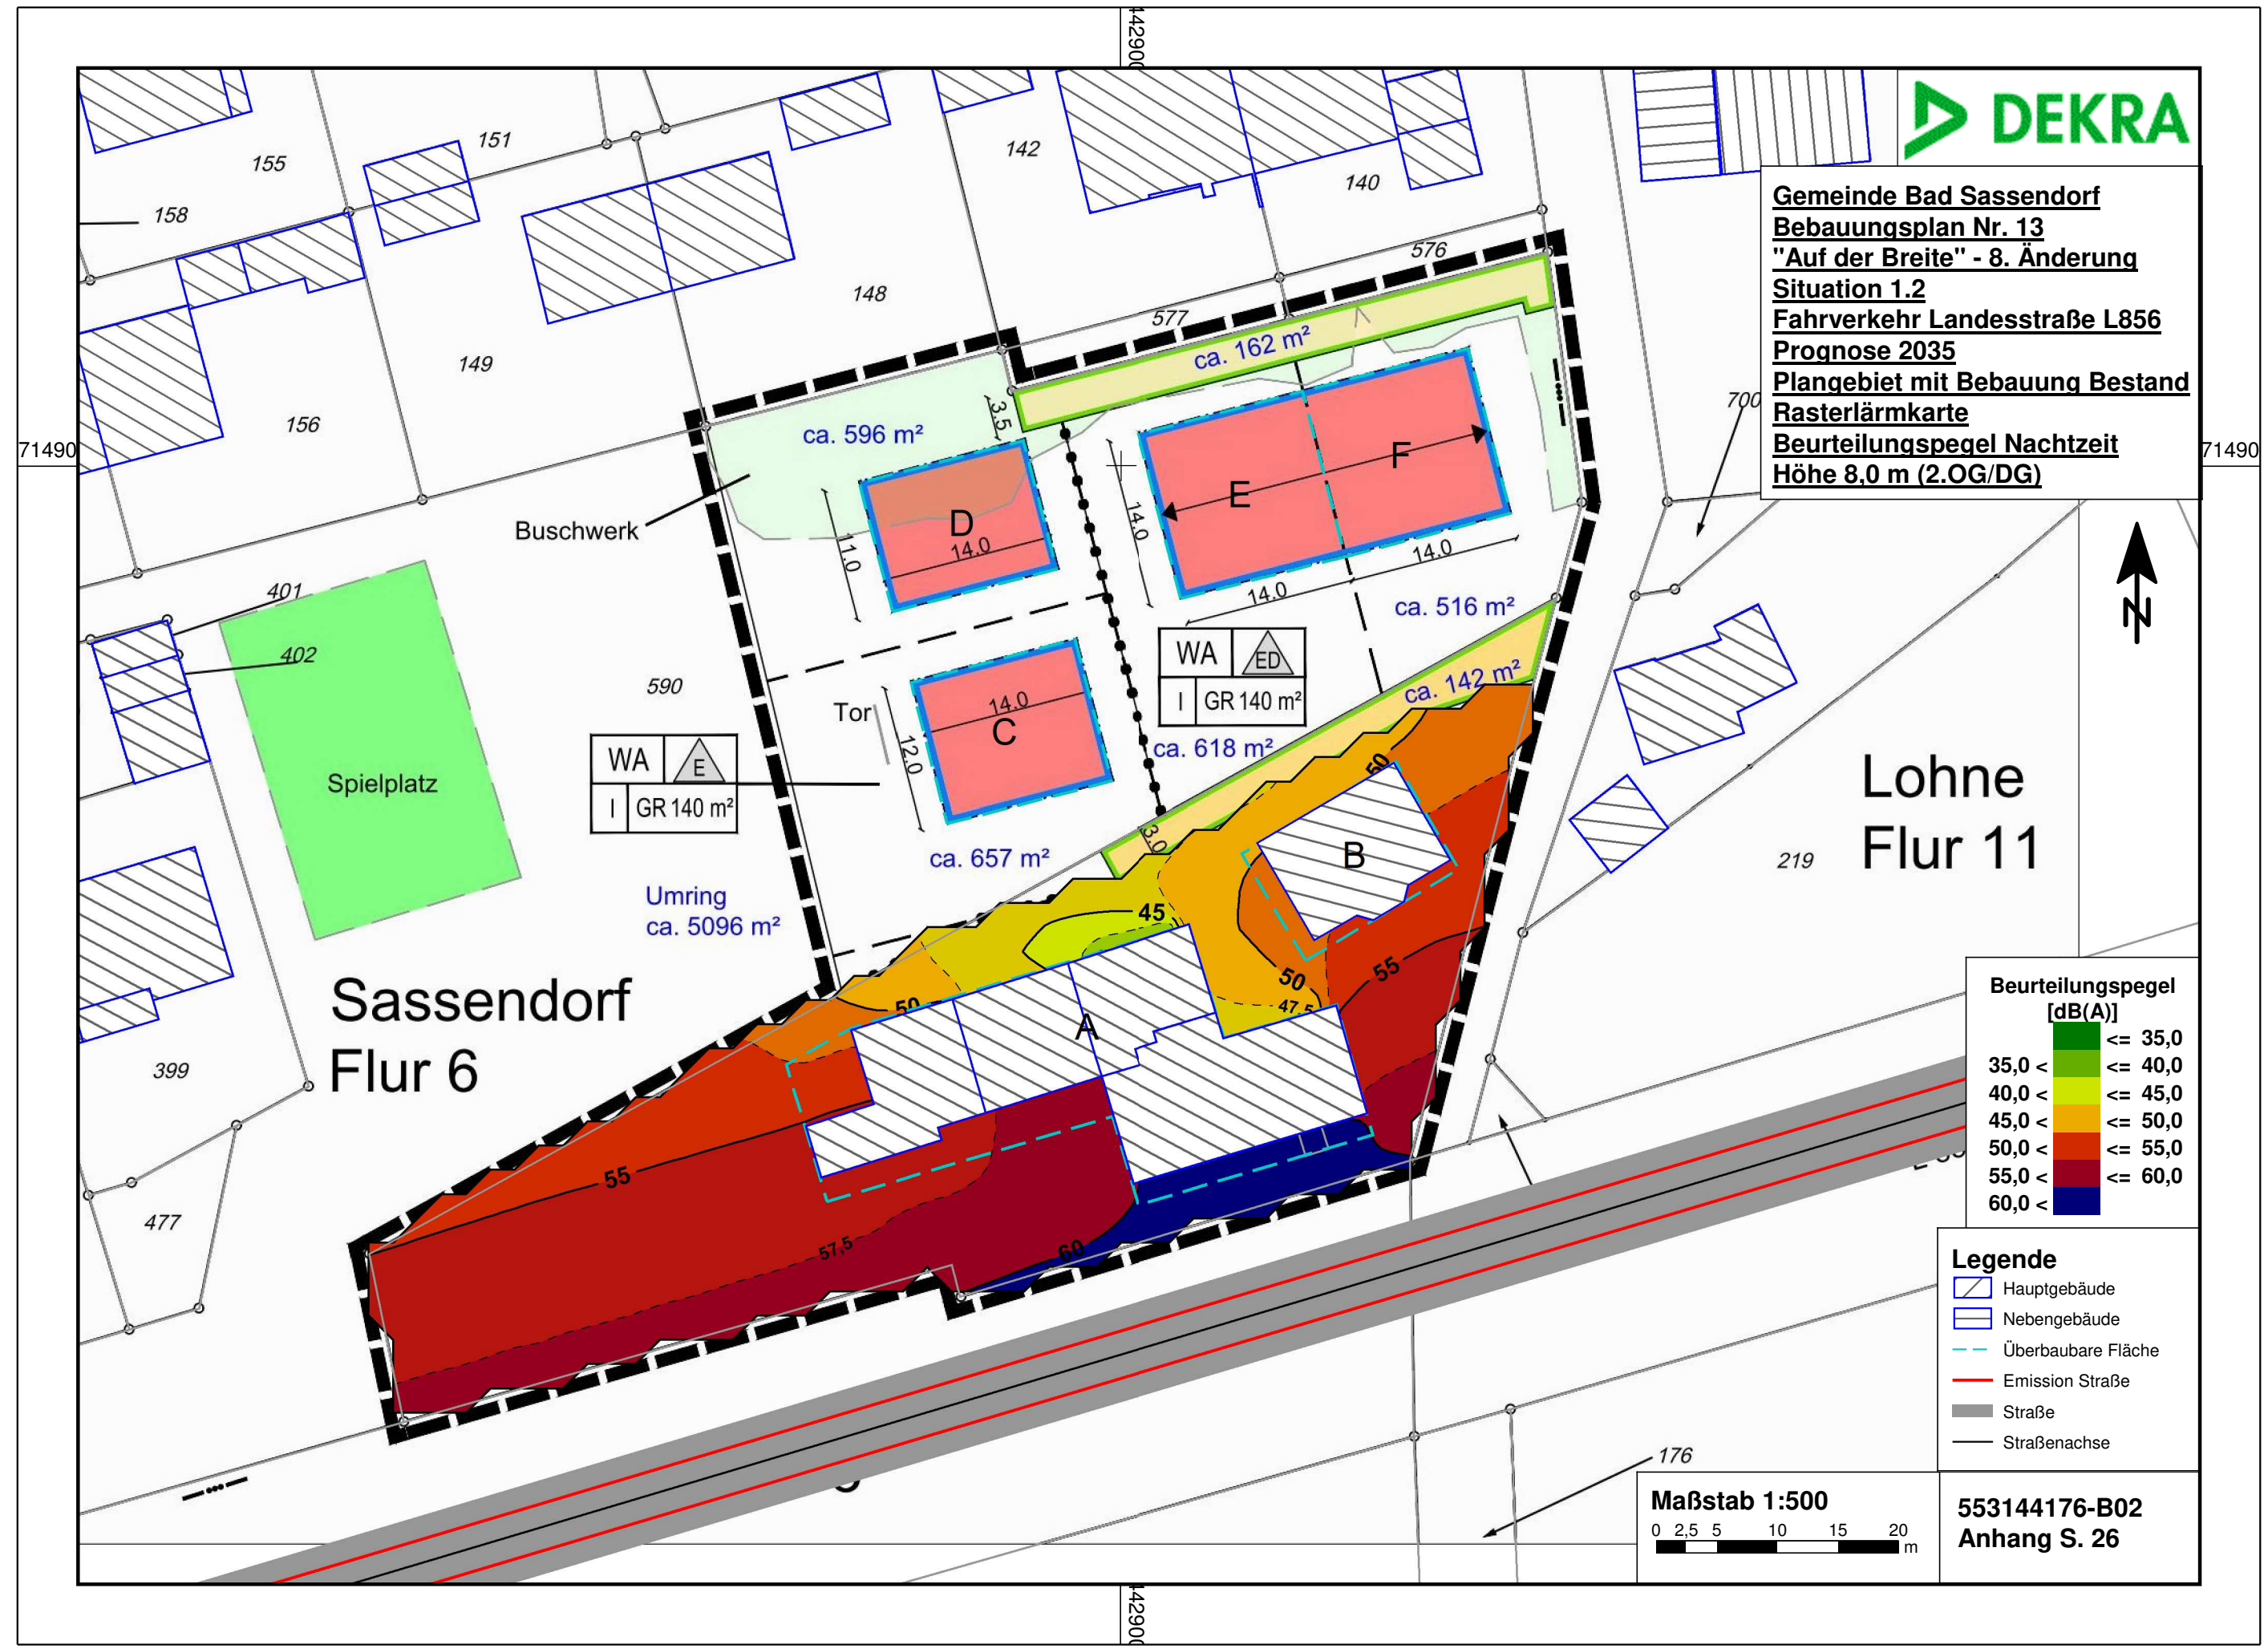 42900
DEKRA
Gemeinde Bad Sassendorf
Bebauungsplan Nr. 13
"Auf der Breite" - 8. Änderung
Situation 1.2
Fahrverkehr Landesstraße L856
Prognose 2035
Plangebiet mit Bebauung Bestand
Rasterlärmkarte
Beurteilungspegel Nachtzeit
Höhe 8,0 m (2.OG/DG)
151
142
155
140
158
576
148
577
ca. 162 m²
149
700
3.5
156
ca. 596 m²
71490
71490
F
E
14.0
D
Buschwerk
14.0
11.0
14.0
14.0
401
ca. 516 m²
402
WA ED
I GR 140 m²
590
ca. 142 m²
14.0
Tor
C
12.0
ca. 618 m²
WA E
I GR 140 m²
Spielplatz
50
Lohne
Flur 11
3.0
B
ca. 657 m²
219
Umring
ca. 5096 m²
45
55
50
Sassendorf
Flur 6
50
47,5
A
399
55
477
57,5
60
Beurteilungspegel
[dB(A)]
<= 35,0
35,0 < <= 40,0
40,0 < <= 45,0
45,0 < <= 50,0
50,0 < <= 55,0
55,0 < <= 60,0
60,0 <
Legende
Hauptgebäude
Nebengebäude
Überbaubare Fläche
Emission Straße
Straße
Straßenachse
176
Maßstab 1:500
0 2,5 5 10 15 20
m
553144176-B02
Anhang S. 26
N
42900